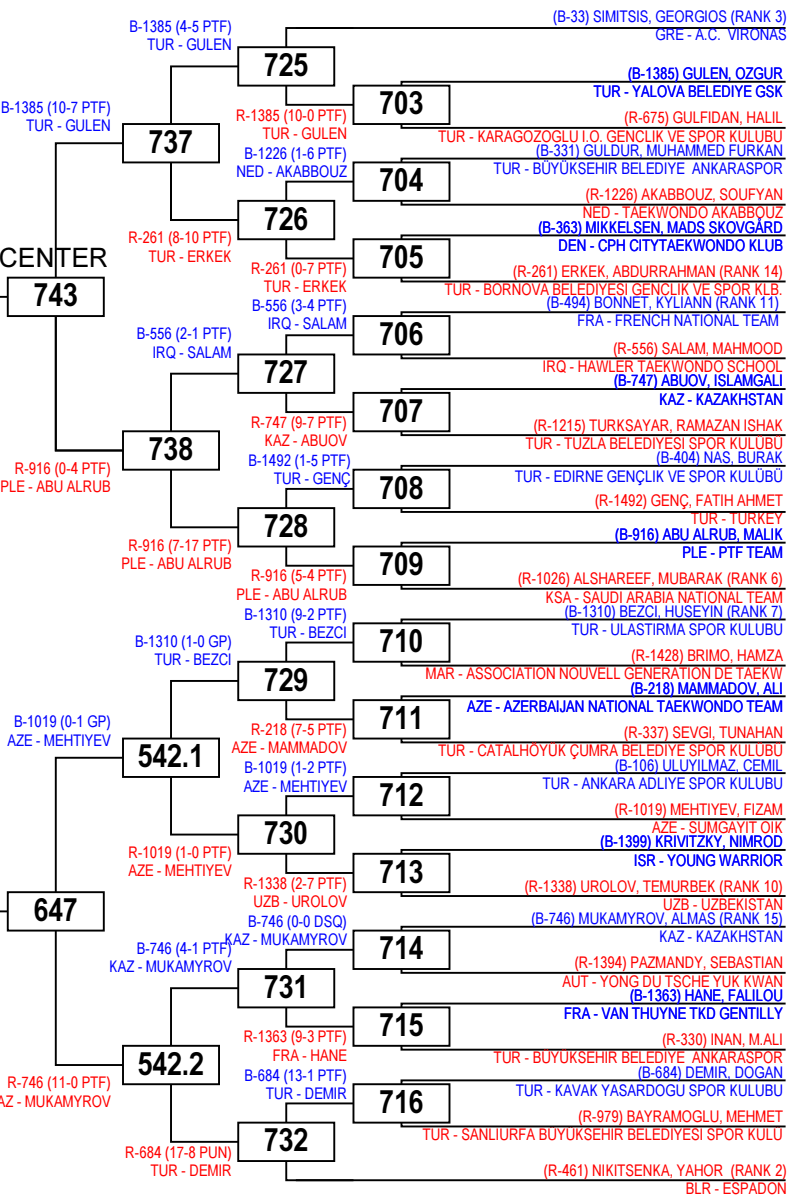 (B-33) SIMITSIS, GEORGIOS (RANK 3)
GRE - A.C. VIRONAS
B-1385 (4-5 PTF)
TUR - GULEN
725
(B-1385) GULEN, OZGUR
TUR - YALOVA BELEDIYE GSK
703
B-1385 (10-7 PTF)
TUR - GULEN
R-1385 (10-0 PTF)
TUR - GULEN
(R-675) GULFIDAN, HALIL
TUR - KARAGOZOGLU I.O. GENCLIK VE SPOR KULUBU
737
B-1226 (1-6 PTF)
NED - AKABBOUZ
(B-331) GULDUR, MUHAMMED FURKAN
TUR - BÜYÜKSEHIR BELEDIYE ANKARASPOR
704
(R-1226) AKABBOUZ, SOUFYAN
NED - TAEKWONDO AKABBOUZ
726
(B-363) MIKKELSEN, MADS SKOVGÅRD
DEN - CPH CITYTAEKWONDO KLUB
R-261 (8-10 PTF)
TUR - ERKEK
705
CENTER
R-261 (0-7 PTF)
TUR - ERKEK
(R-261) ERKEK, ABDURRAHMAN (RANK 14)
TUR - BORNOVA BELEDIYESI GENCLIK VE SPOR KLB.
743
B-556 (3-4 PTF)
IRQ - SALAM
(B-494) BONNET, KYLIANN (RANK 11)
FRA - FRENCH NATIONAL TEAM
B-556 (2-1 PTF)
IRQ - SALAM
706
(R-556) SALAM, MAHMOOD
IRQ - HAWLER TAEKWONDO SCHOOL
727
(B-747) ABUOV, ISLAMGALI
KAZ - KAZAKHSTAN
707
R-747 (9-7 PTF)
KAZ - ABUOV
(R-1215) TURKSAYAR, RAMAZAN ISHAK
TUR - TUZLA BELEDIYESI SPOR KULÜBÜ
738
B-1492 (1-5 PTF)
TUR - GENÇ
(B-404) NAS, BURAK
TUR - EDIRNE GENÇLIK VE SPOR KULÜBÜ
R-916 (0-4 PTF)
PLE - ABU ALRUB
708
(R-1492) GENÇ, FATIH AHMET
TUR - TURKEY
728
(B-916) ABU ALRUB, MALIK
PLE - PTF TEAM
R-916 (7-17 PTF)
PLE - ABU ALRUB
709
R-916 (5-4 PTF)
PLE - ABU ALRUB
(R-1026) ALSHAREEF, MUBARAK (RANK 6)
KSA - SAUDI ARABIA NATIONAL TEAM
B-1310 (9-2 PTF)
TUR - BEZCI
(B-1310) BEZCI, HUSEYIN (RANK 7)
TUR - ULASTIRMA SPOR KULUBU
B-1310 (1-0 GP)
TUR - BEZCI
710
(R-1428) BRIMO, HAMZA
MAR - ASSOCIATION NOUVELL GENERATION DE TAEKW
729
(B-218) MAMMADOV, ALI
AZE - AZERBAIJAN NATIONAL TAEKWONDO TEAM
711
B-1019 (0-1 GP)
AZE - MEHTIYEV
R-218 (7-5 PTF)
AZE - MAMMADOV
(R-337) SEVGI, TUNAHAN
TUR - CATALHÖYÜK ÇUMRA BELEDIYE SPOR KULUBU
542.1
B-1019 (1-2 PTF)
AZE - MEHTIYEV
(B-106) ULUYILMAZ, CEMIL
TUR - ANKARA ADLIYE SPOR KULUBU
712
(R-1019) MEHTIYEV, FIZAM
AZE - SUMGAYIT OIK
730
(B-1399) KRIVITZKY, NIMROD
ISR - YOUNG WARRIOR
R-1019 (1-0 PTF)
AZE - MEHTIYEV
713
R-1338 (2-7 PTF)
UZB - UROLOV
(R-1338) UROLOV, TEMURBEK (RANK 10)
UZB - UZBEKISTAN
647
B-746 (0-0 DSQ)
KAZ - MUKAMYROV
(B-746) MUKAMYROV, ALMAS (RANK 15)
KAZ - KAZAKHSTAN
B-746 (4-1 PTF)
KAZ - MUKAMYROV
714
(R-1394) PAZMANDY, SEBASTIAN
AUT - YONG DU TSCHE YUK KWAN
731
(B-1363) HANE, FALILOU
FRA - VAN THUYNE TKD GENTILLY
715
R-1363 (9-3 PTF)
FRA - HANE
(R-330) INAN, M.ALI
TUR - BÜYÜKSEHIR BELEDIYE ANKARASPOR
542.2
B-684 (13-1 PTF)
TUR - DEMIR
(B-684) DEMIR, DOGAN
TUR - KAVAK YASARDOGU SPOR KULUBU
R-746 (11-0 PTF)
AZ - MUKAMYROV
716
(R-979) BAYRAMOGLU, MEHMET
TUR - SANLIURFA BÜYÜKSEHIR BELEDIYESI SPOR KULÜ
732
R-684 (17-8 PUN)
TUR - DEMIR
(R-461) NIKITSENKA, YAHOR (RANK 2)
BLR - ESPADON